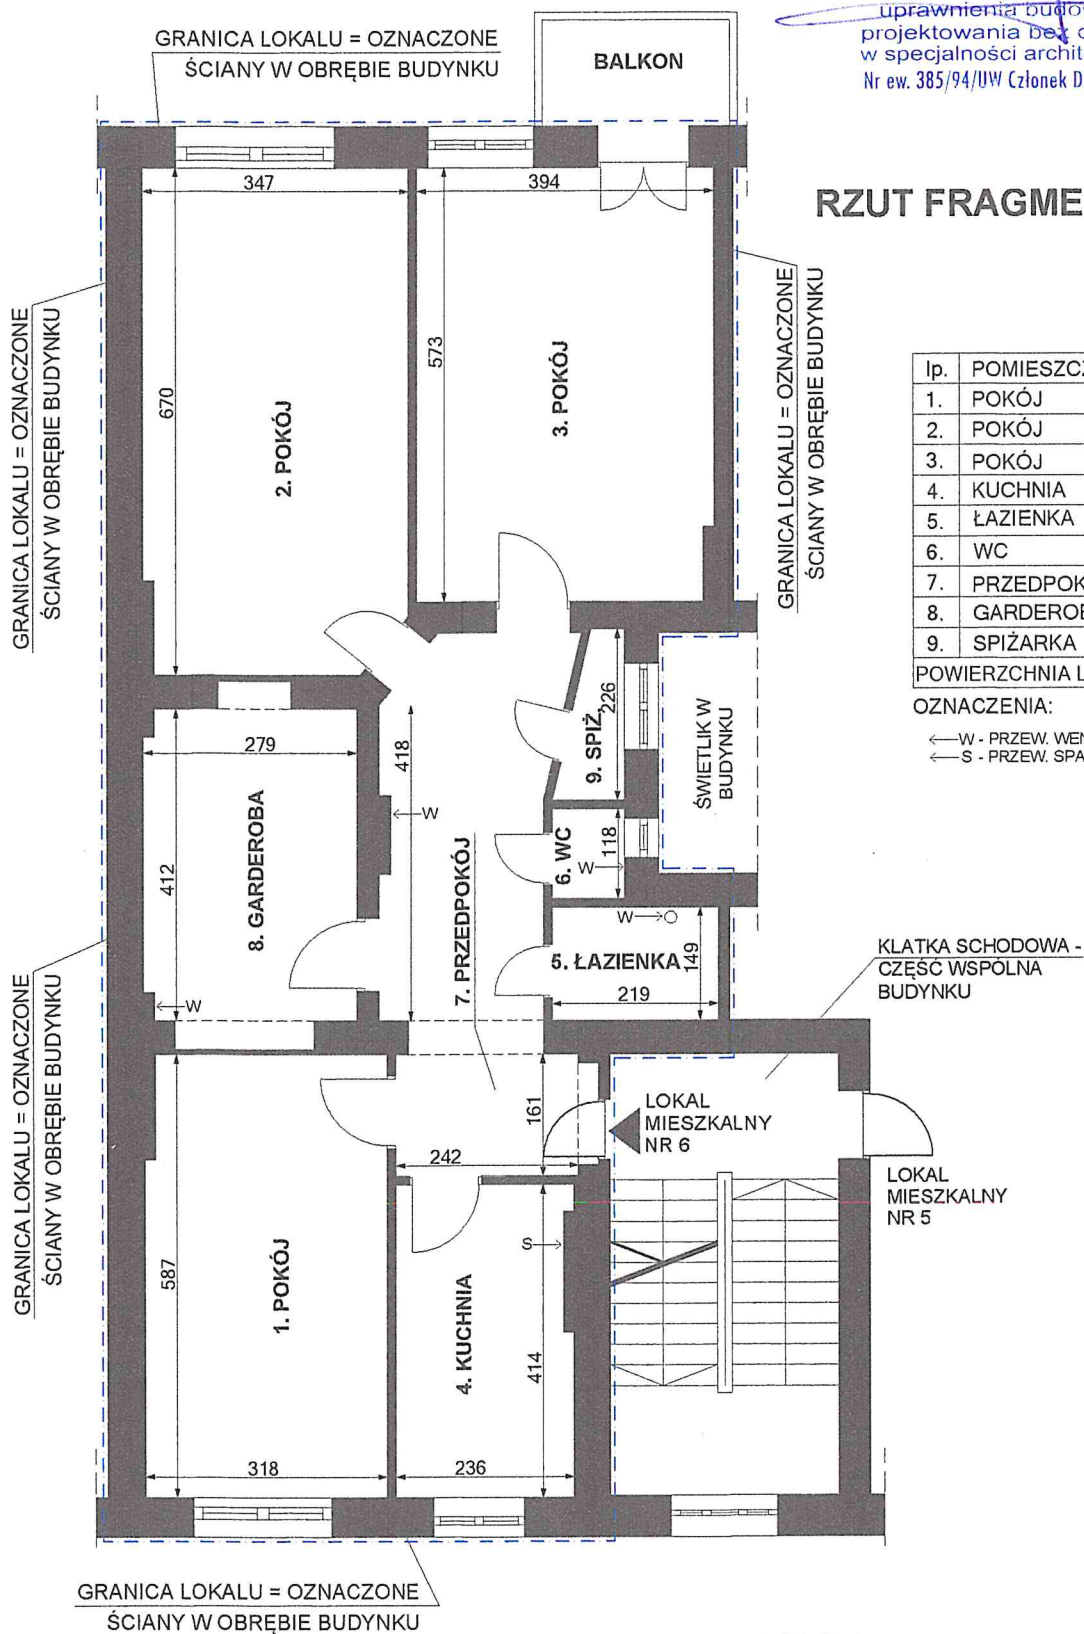 uprawnienia budo
projektowania bez
w specjalności archit
Nr ew. 385/94/UW Członek D
GRANICA LOKALU = OZNACZONE
ŚCIANY W OBRĘBIE BUDYNKU
BALKON
RZUT FRAGME
347
394
GRANICA LOKALU = OZNACZONE
ŚCIANY W OBRĘBIE BUDYNKU
670
2. POKÓJ
573
3. POKÓJ
GRANICA LOKALU = OZNACZONE
ŚCIANY W OBRĘBIE BUDYNKU
lp. POMIESZCZ
1. POKÓJ
2. POKÓJ
3. POKÓJ
4. KUCHNIA
5. ŁAZIENKA
6. WC
7. PRZEDPOK
8. GARDEROB
9. SPIŻARKA
POWIERZCHNIA L
OZNACZENIA:
W - PRZEW. WEN
S - PRZEW. SPA
279
418
226
9. SPIŻ.
ŚWIETLIK W
BUDYNKU
W
412
8. GARDEROBA
7. PRZEDPOKÓJ
6. WC
118
W
W
5. ŁAZIENKA
149
219
W
KLATKA SCHODOWA -
CZĘŚĆ WSPÓLNA
BUDYNKU
GRANICA LOKALU = OZNACZONE
ŚCIANY W OBRĘBIE BUDYNKU
161
242
LOKAL
MIESZKALNY
NR 6
LOKAL
MIESZKALNY
NR 5
S
587
1. POKÓJ
4. KUCHNIA
414
318
236
GRANICA LOKALU = OZNACZONE
ŚCIANY W OBRĘBIE BUDYNKU